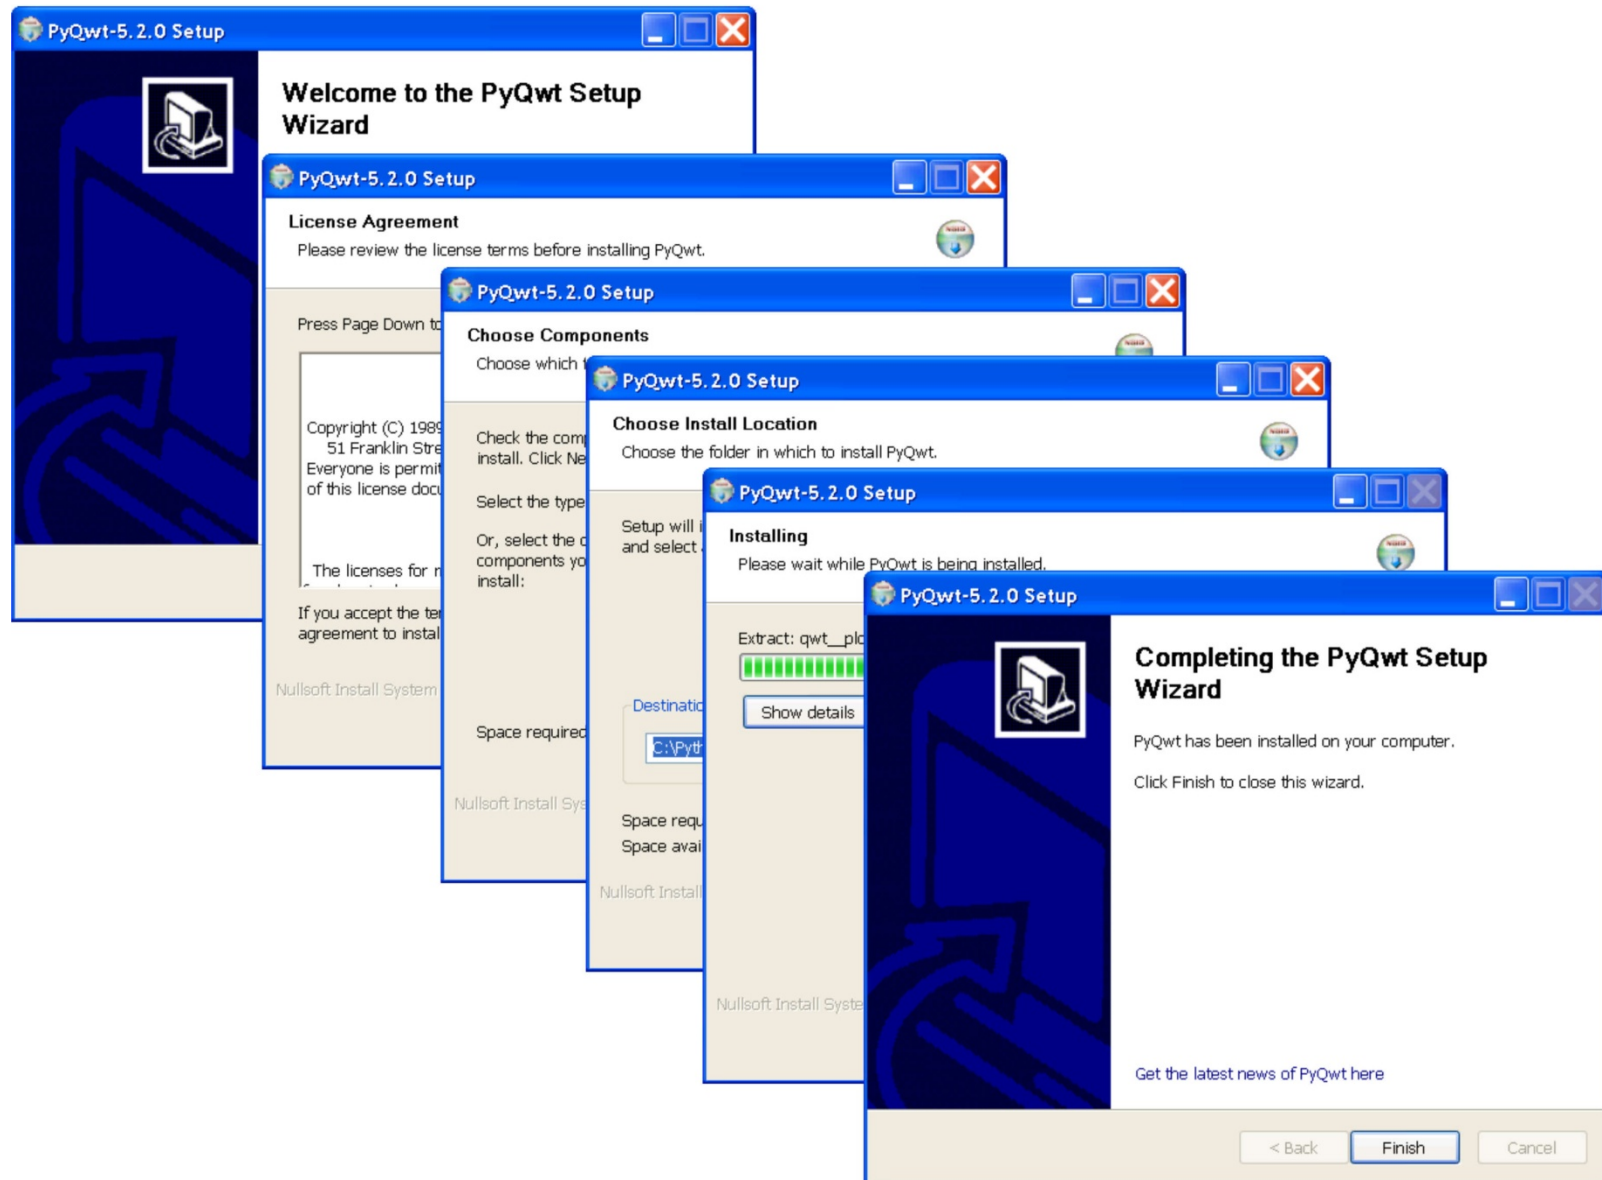 PyQwt-5.2.0 Setup
Welcome to the PyQwt Setup
Wizard
PyQwt-5.2.0 Setup
License Agreement
Please review the license terms before installing PyQwt.
Press Page Down to
Copyright (C) 1989
51 Franklin Stre
Everyone is permit
of this license docu
The licenses for
If you accept the
agreement to instal
Nullsoft Install System
PyQwt-5.2.0 Setup
Choose Components
Choose which
Check the com
install. Click Ne
Select the type
Or, select the
components yo
install:
Space required
Nullsoft Install Sys
PyQwt-5.2.0 Setup
Choose Install Location
Choose the folder in which to install PyQwt.
Setup will
and select
Destinatio
C:\Pyth
Space requ
Space avai
Nullsoft Install
PyQwt-5.2.0 Setup
Installing
Please wait while PyQwt is being installed.
Extract: qwt__plo
Show details
Nullsoft Install Syste
PyQwt-5.2.0 Setup
Completing the PyQwt Setup
Wizard
PyQwt has been installed on your computer.
Click Finish to close this wizard.
Get the latest news of PyQwt here
< Back
Finish
Cancel